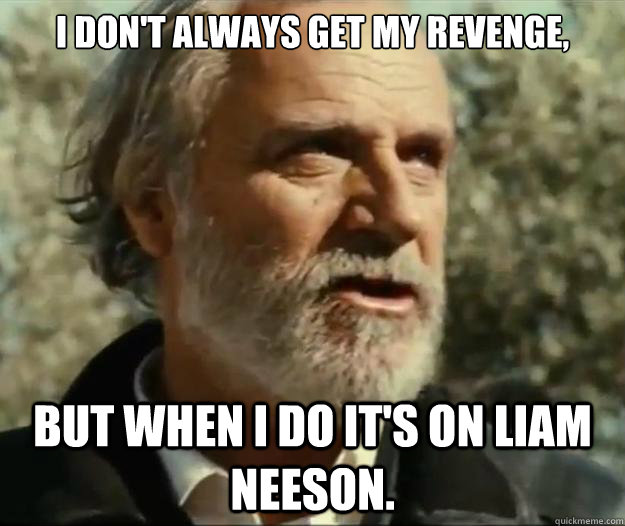 I DON'T ALWAYS GET MY REVENGE,
BUT WHEN I DO IT'S ON LIAM
NEESON.
quickmeme.com